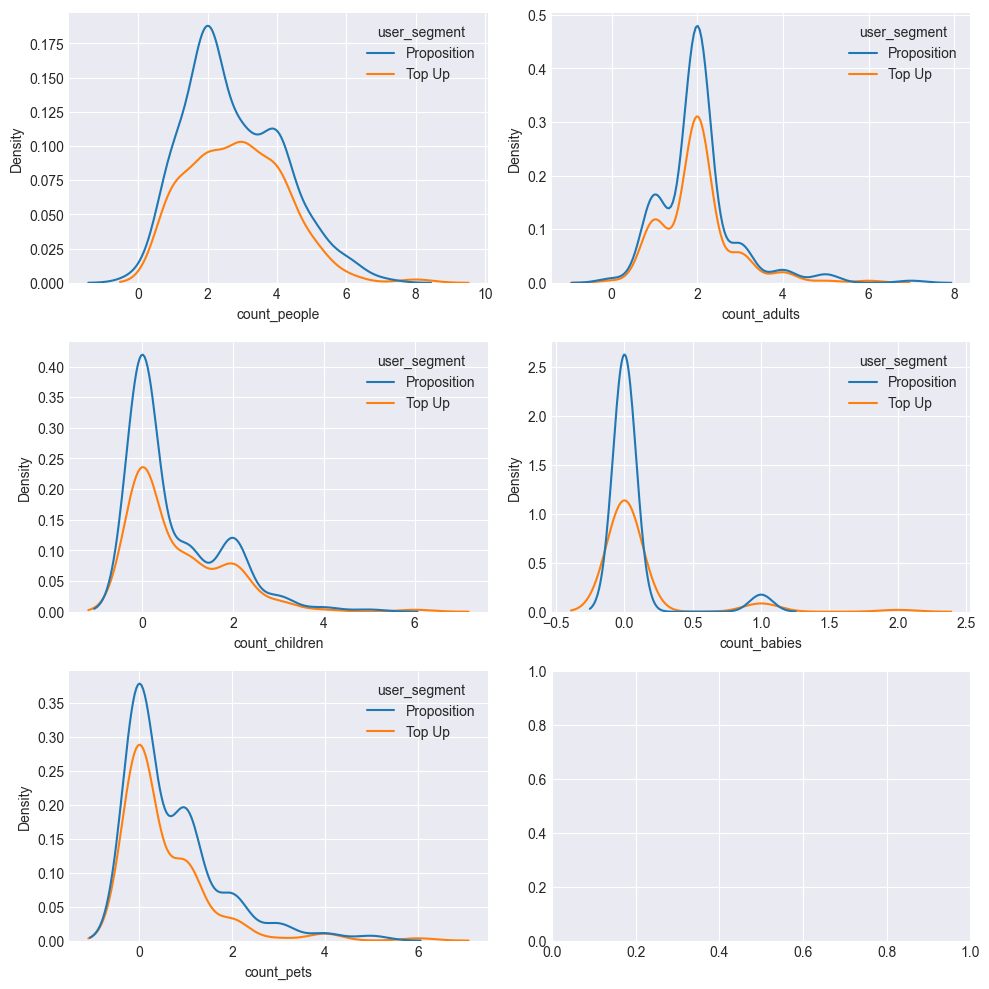 user_segment
Proposition
Top Up
Density
0.175
0.150
0.125
0.100
0.075
0.050
0.025
0.000
0 2 4 6 8 10
count_people
user_segment
Proposition
Top Up
Density
0.5
0.4
0.3
0.2
0.1
0.0
0 2 4 6 8
count_adults
user_segment
Proposition
Top Up
Density
0.40
0.35
0.30
0.25
0.20
0.15
0.10
0.05
0.00
0 2 4 6
count_children
user_segment
Proposition
Top Up
Density
2.5
2.0
1.5
1.0
0.5
0.0
−0.5 0.0 0.5 1.0 1.5 2.0 2.5
count_babies
user_segment
Proposition
Top Up
Density
0.35
0.30
0.25
0.20
0.15
0.10
0.05
0.00
0 2 4 6
count_pets
1.0
0.8
0.6
0.4
0.2
0.0
0.0 0.2 0.4 0.6 0.8 1.0